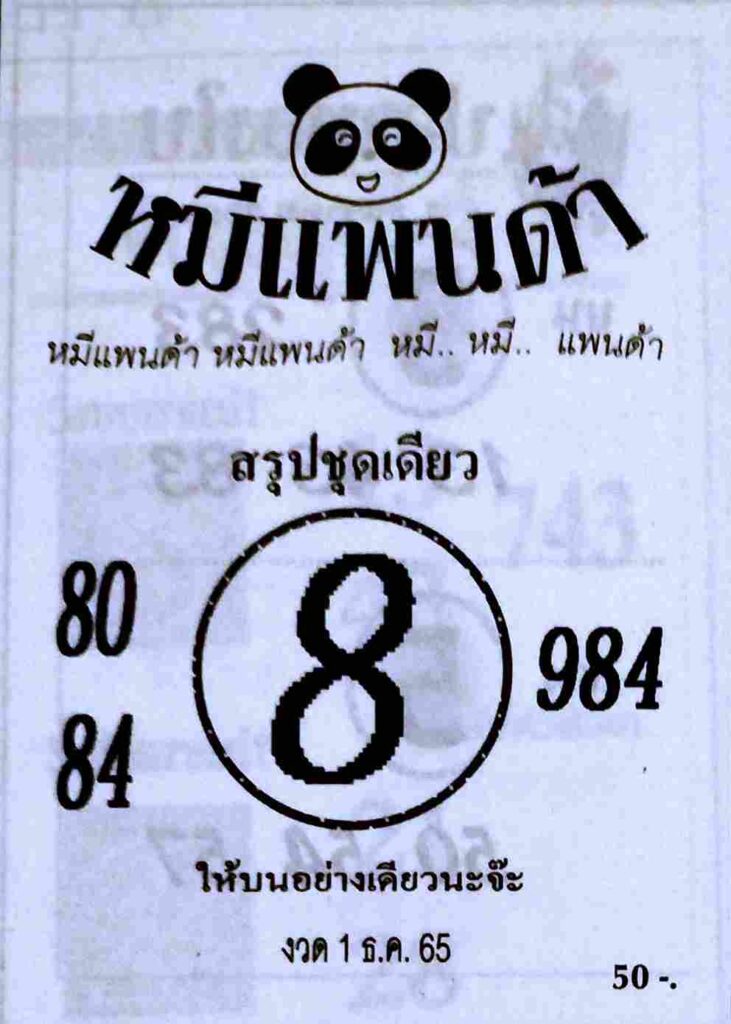 หมีแพนด้า
หมีแพนด้า หมีแพนด้า หมี.. หมี.. แพนด้า
สรุปชุดเดียว
80
8
984
84
ให้บนอย่างเดียวนะจ๊ะ
งวด 1 ธ.ค. 65
50 -.